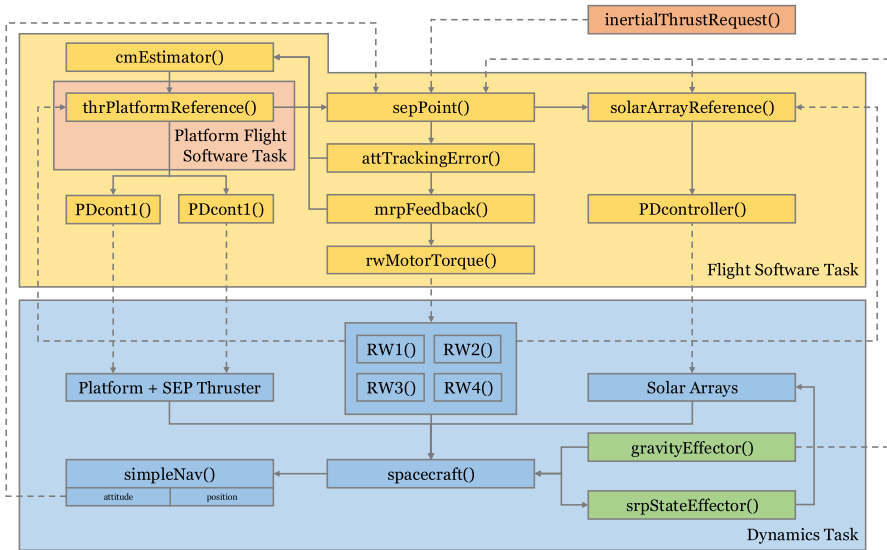 inertialThrustRequest()
cmEstimator()
thrPlatformReference()
sepPoint()
solarArrayReference()
Platform Flight
Software Task
attTrackingError()
PDcont1()
PDcont1()
mrpFeedback()
PDcontroller()
rwMotorTorque()
Flight Software Task
RW1()
RW2()
RW3()
RW4()
Platform + SEP Thruster
Solar Arrays
gravityEffector()
simpleNav()
attitude
position
spacecraft()
srpStateEffector()
Dynamics Task